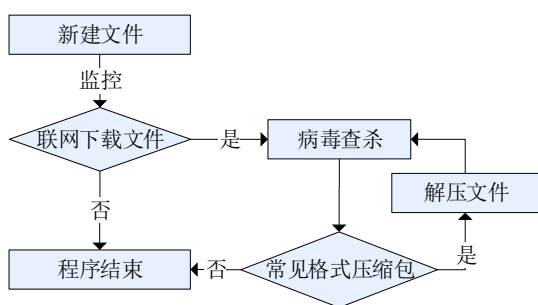 新建文件
监控
联网下载文件
是
病毒查杀
解压文件
否
是
程序结束
否
常见格式压缩包